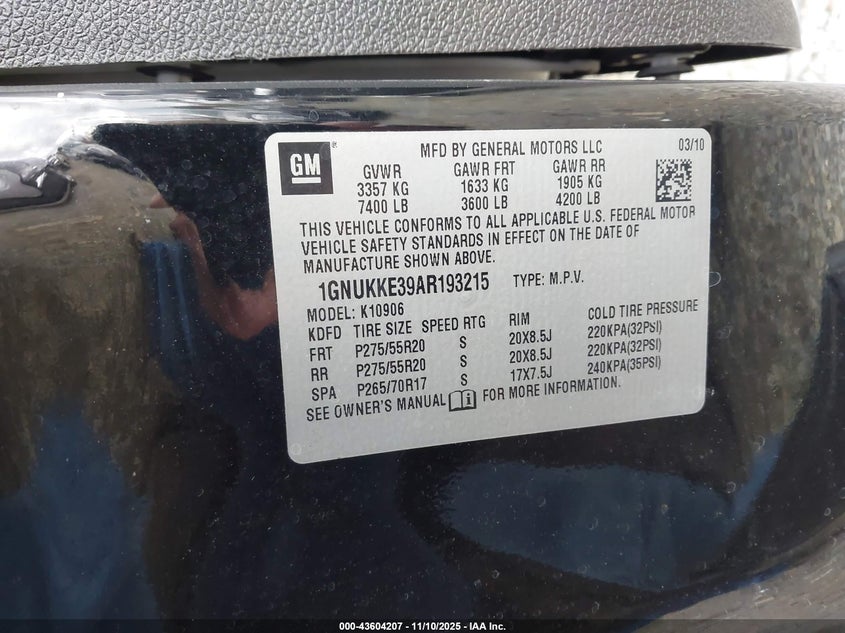 GM
MFD BY GENERAL MOTORS LLC 03/10
GVWR GAWR FRT GAWR RR
3357 KG 1633 KG 1905 KG
7400 LB 3600 LB 4200 LB
THIS VEHICLE CONFORMS TO ALL APPLICABLE U.S. FEDERAL MOTOR
VEHICLE SAFETY STANDARDS IN EFFECT ON THE DATE OF
MANUFACTURE SHOWN ABOVE.
1GNUKKE39AR193215 TYPE: M.P.V.
MODEL: K10906
KDFD TIRE SIZE SPEED RTG RIM COLD TIRE PRESSURE
FRT P275/55R20 S 20X8.5J 220KPA(32PSI)
RR P275/55R20 S 20X8.5J 220KPA(32PSI)
SPA P265/70R17 S 17X7.5J 240KPA(35PSI)
SEE OWNER'S MANUAL FOR MORE INFORMATION.
000-43604207 - 11/10/2025 - IAA Inc.